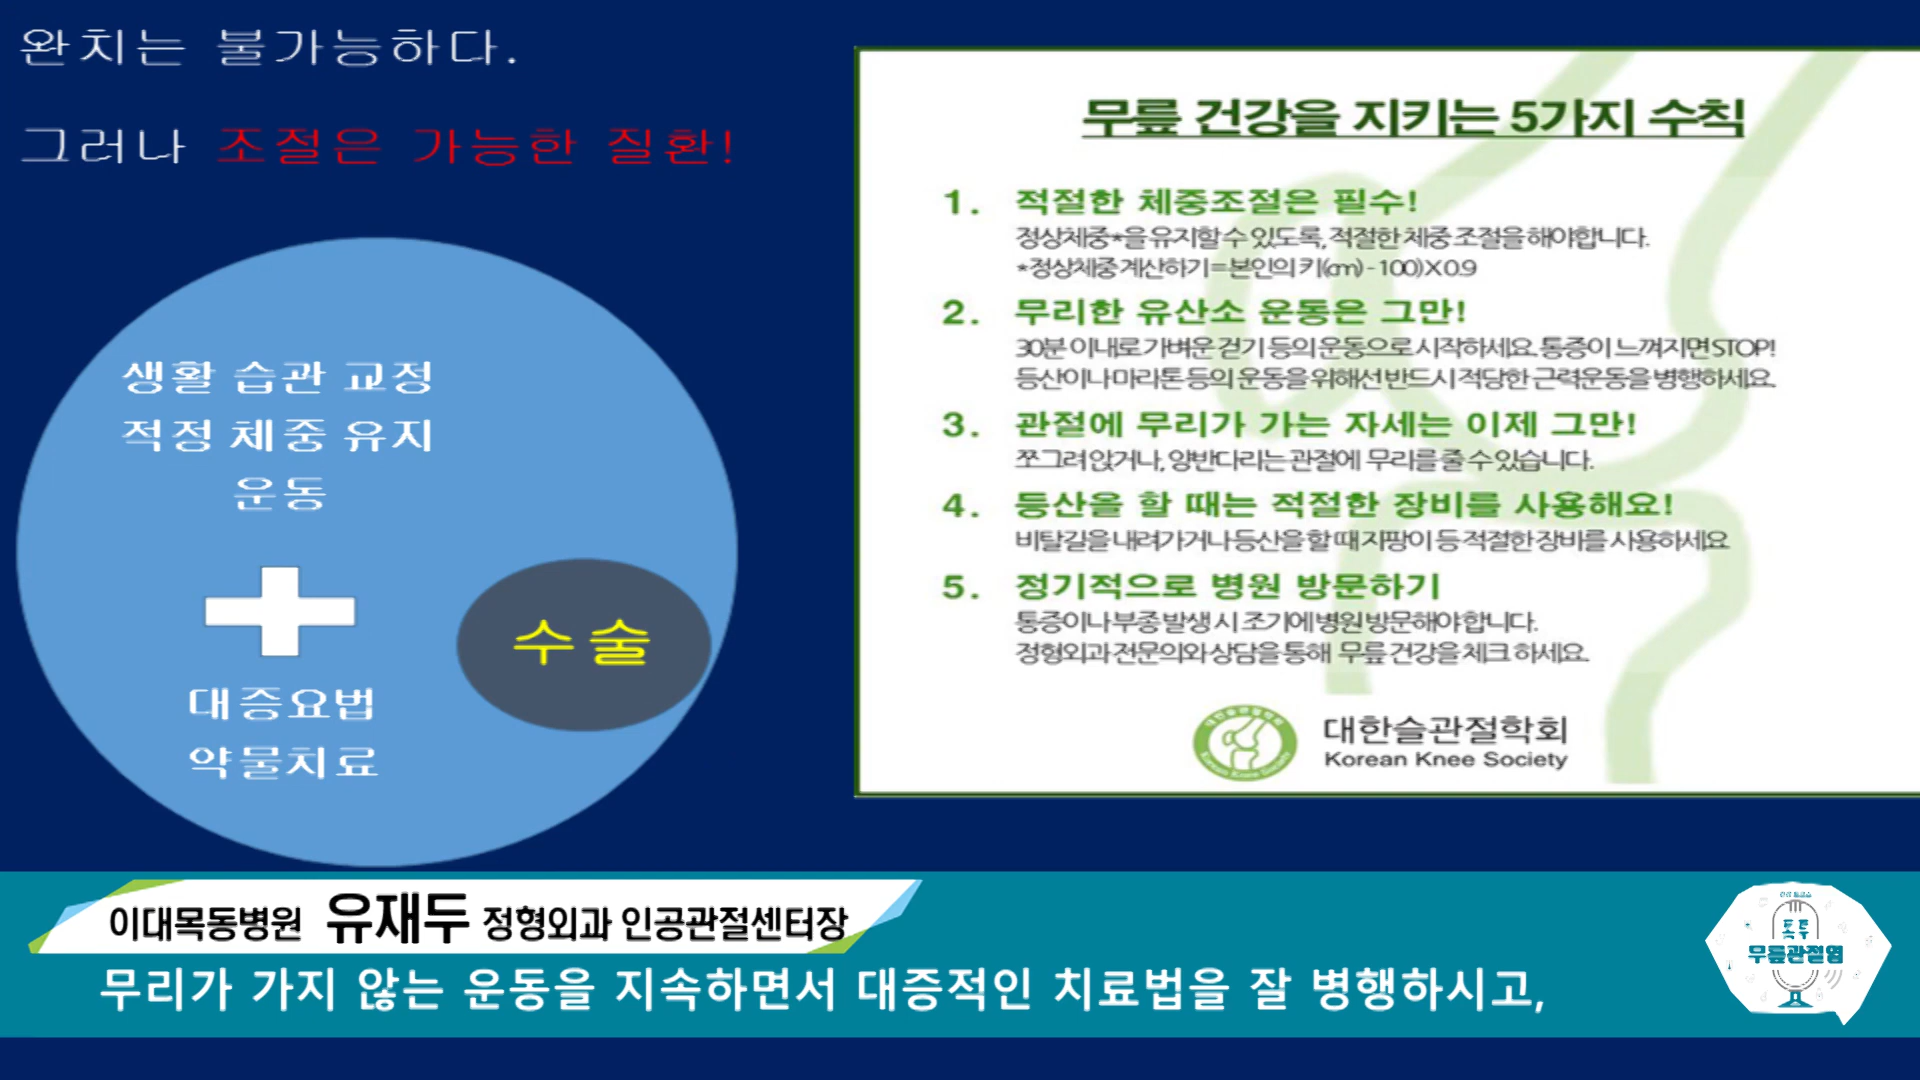 완치는 불가능하다.
그러나 조절은 가능한 질환!
생활 습관 교정
적정 체중 유지
운동
대증요법
약물치료
수술
무릎 건강을 지키는 5가지 수칙
1. 적절한 체중조절은 필수!
정상체중*을 유지할 수 있도록, 적절한 체중 조절을 해야합니다.
*정상체중 계산하기=본인의 키(cm) - 100) X 0.9
2. 무리한 유산소 운동은 그만!
30분 이내로 가벼운 걷기 등의 운동으로 시작하세요. 통증이 느껴지면 STOP!
등산이나 마라톤 등의 운동을 위해선 반드시 적당한 근력운동을 병행하세요.
3. 관절에 무리가 가는 자세는 이제 그만!
쪼그려 앉거나, 양반다리는 관절에 무리를 줄 수 있습니다.
4. 등산을 할 때는 적절한 장비를 사용해요!
비탈길을 내려가거나 등산을 할 때 지팡이 등 적절한 장비를 사용하세요
5. 정기적으로 병원 방문하기
통증이나 부종 발생 시 조기에 병원 방문해야 합니다.
정형외과 전문의와 상담을 통해 무릎 건강을 체크 하세요.
대한슬관절학회
Korean Knee Society
대한슬관절학회
Korean Knee Society
이대목동병원 유재두 정형외과 인공관절센터장
무리가 가지 않는 운동을 지속하면서 대증적인 치료법을 잘 병행하시고,
톡투
무릎관절염